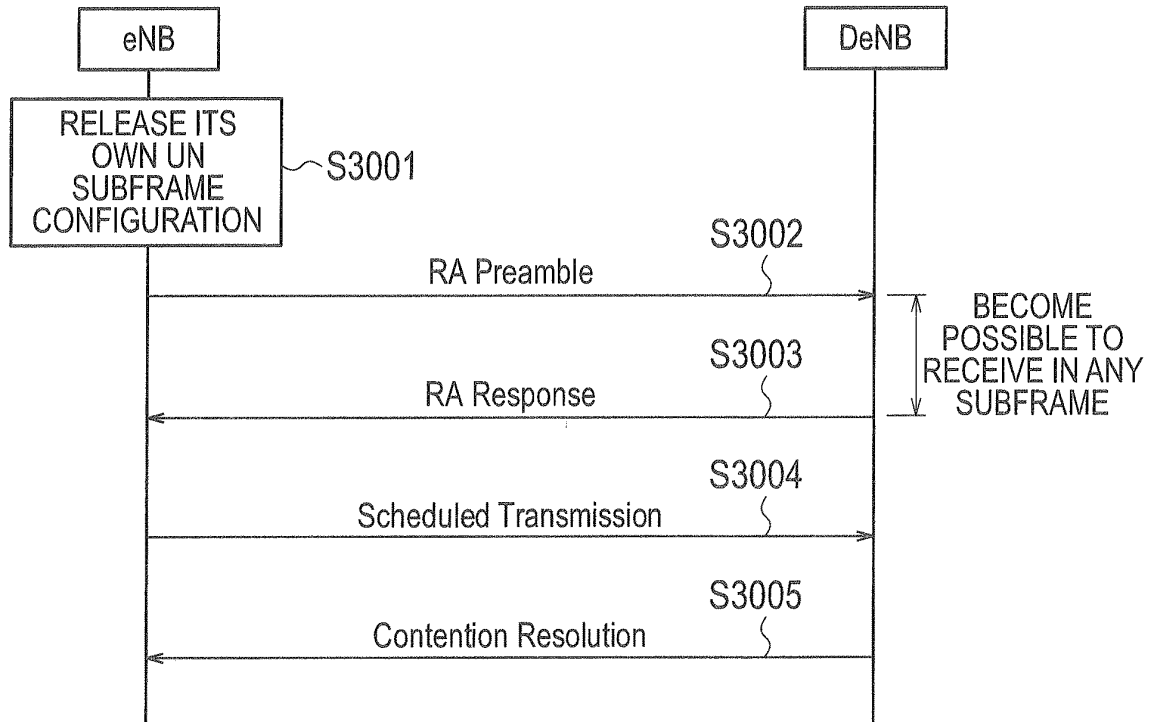 eNB
DeNB
RELEASE ITS
OWN UN
SUBFRAME
CONFIGURATION
S3001
S3002
RA Preamble
BECOME
POSSIBLE TO
RECEIVE IN ANY
SUBFRAME
S3003
RA Response
S3004
Scheduled Transmission
S3005
Contention Resolution